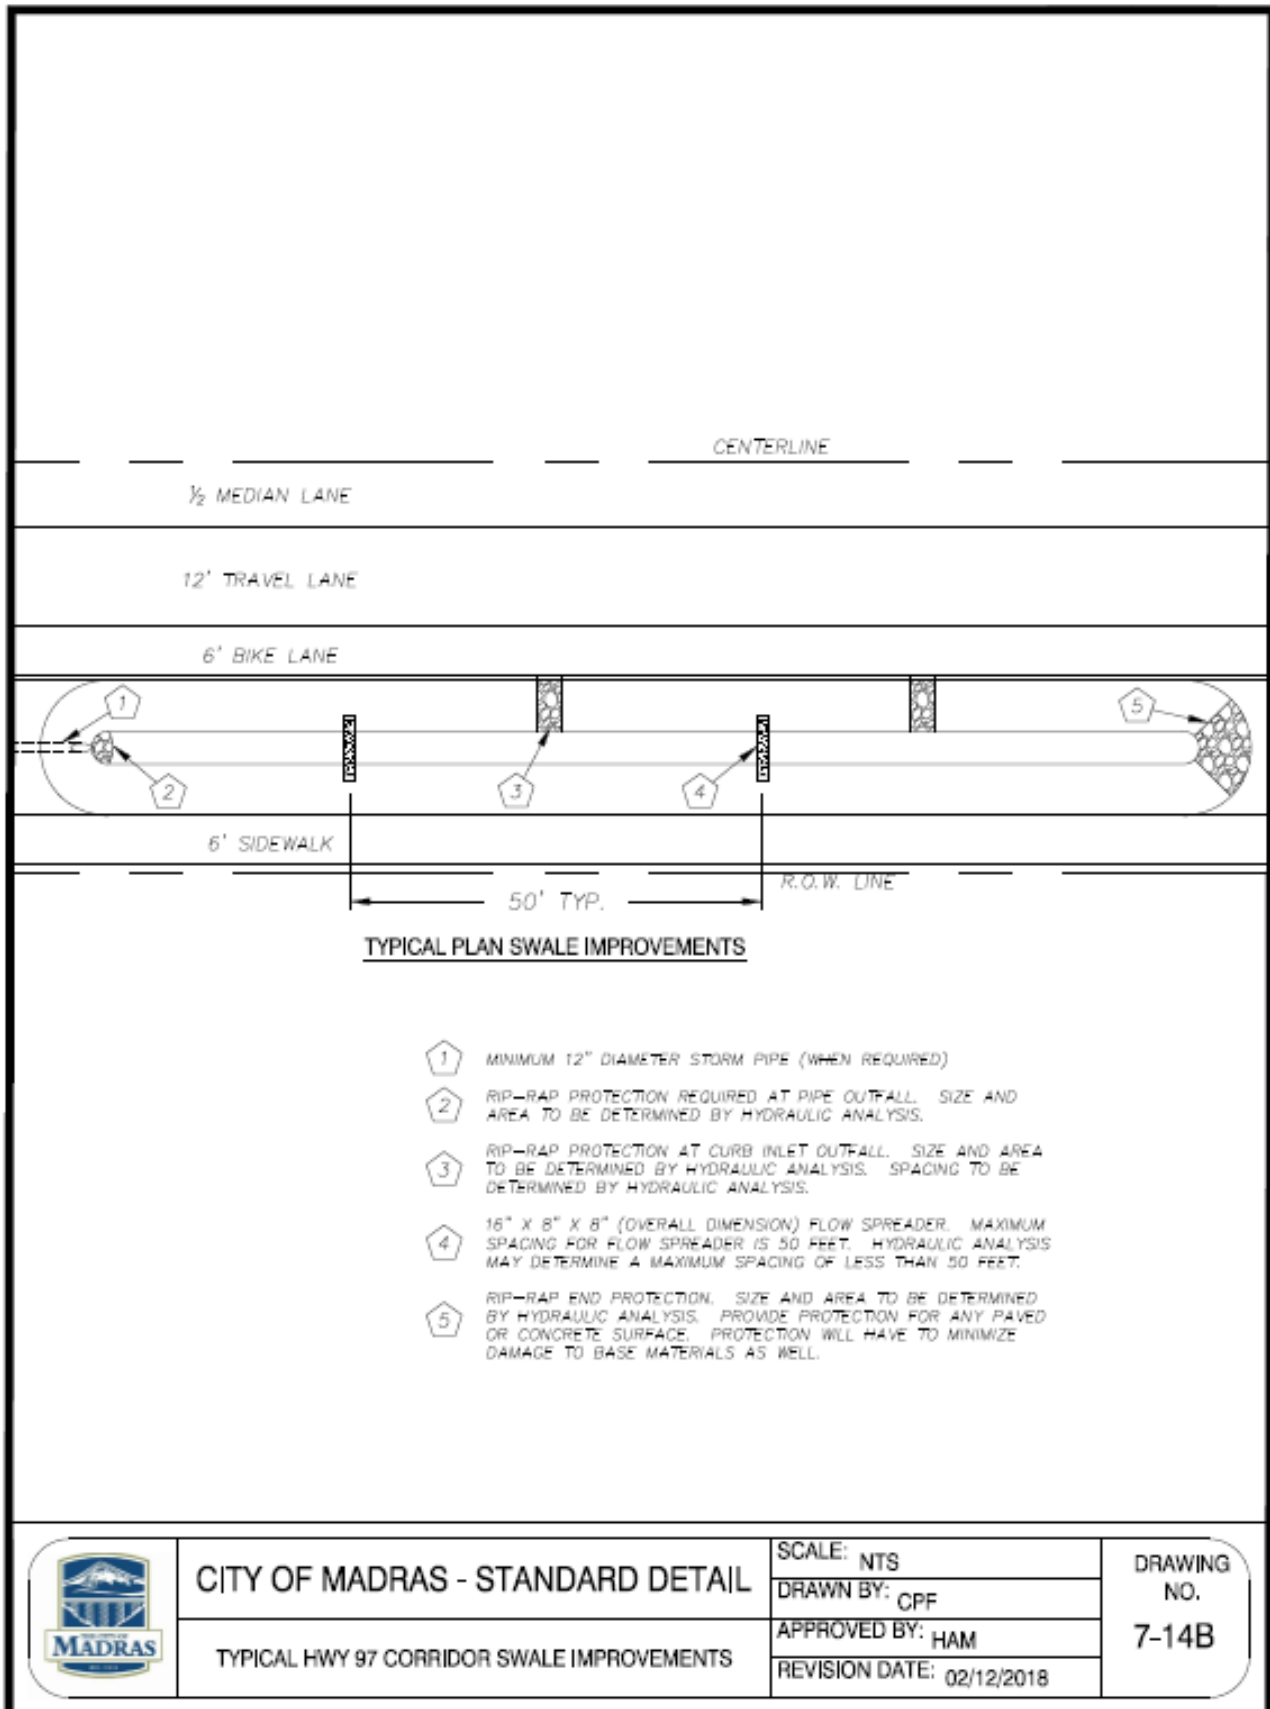 CENTERLINE
½ MEDIAN LANE
12' TRAVEL LANE
6' BIKE LANE
1
5
2
3
4
6' SIDEWALK
R.O.W. LINE
50' TYP.
TYPICAL PLAN SWALE IMPROVEMENTS
1 MINIMUM 12" DIAMETER STORM PIPE (WHEN REQUIRED)
2 RIP-RAP PROTECTION REQUIRED AT PIPE OUTFALL. SIZE AND
AREA TO BE DETERMINED BY HYDRAULIC ANALYSIS.
3 RIP-RAP PROTECTION AT CURB INLET OUTFALL. SIZE AND AREA
TO BE DETERMINED BY HYDRAULIC ANALYSIS. SPACING TO BE
DETERMINED BY HYDRAULIC ANALYSIS.
4 16" X 8" X 8" (OVERALL DIMENSION) FLOW SPREADER. MAXIMUM
SPACING FOR FLOW SPREADER IS 50 FEET. HYDRAULIC ANALYSIS
MAY DETERMINE A MAXIMUM SPACING OF LESS THAN 50 FEET.
5 RIP-RAP END PROTECTION. SIZE AND AREA TO BE DETERMINED
BY HYDRAULIC ANALYSIS. PROVIDE PROTECTION FOR ANY PAVED
OR CONCRETE SURFACE. PROTECTION WILL HAVE TO MINIMIZE
DAMAGE TO BASE MATERIALS AS WELL.
MADRAS
CITY OF MADRAS - STANDARD DETAIL
TYPICAL HWY 97 CORRIDOR SWALE IMPROVEMENTS
SCALE: NTS
DRAWN BY: CPF
APPROVED BY: HAM
REVISION DATE: 02/12/2018
DRAWING
NO.
7-14B